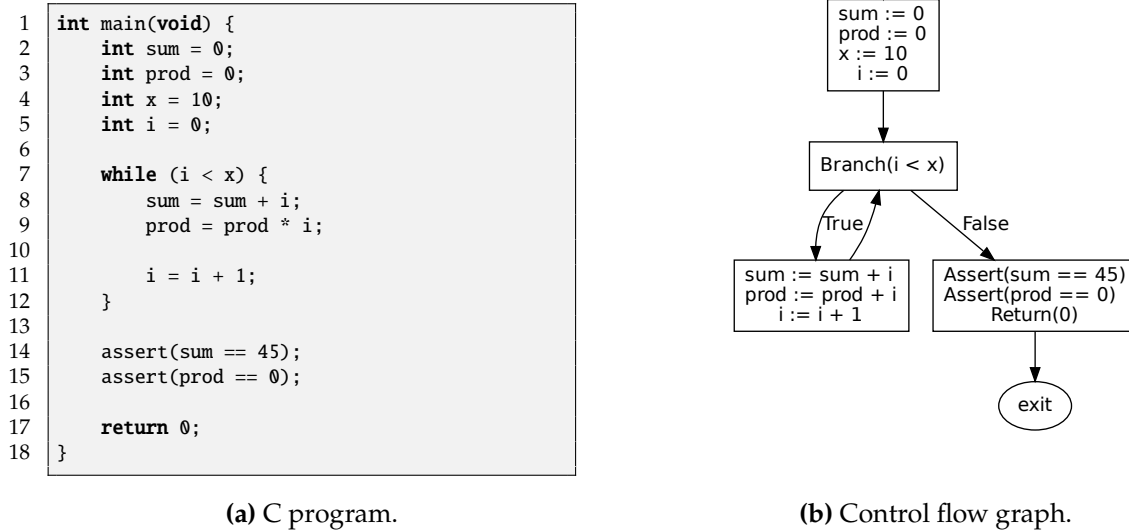 1 int main(void) {
2 int sum = 0;
3 int prod = 0;
4 int x = 10;
5 int i = 0;
6
7 while (i < x) {
8 sum = sum + i;
9 prod = prod * i;
10
11 i = i + 1;
12 }
13
14 assert(sum == 45);
15 assert(prod == 0);
16
17 return 0;
18 }
(a) C program.
sum := 0
prod := 0
x := 10
i := 0
Branch(i < x)
True
False
sum := sum + i
prod := prod + i
i := i + 1
Assert(sum == 45)
Assert(prod == 0)
Return(0)
exit
(b) Control flow graph.